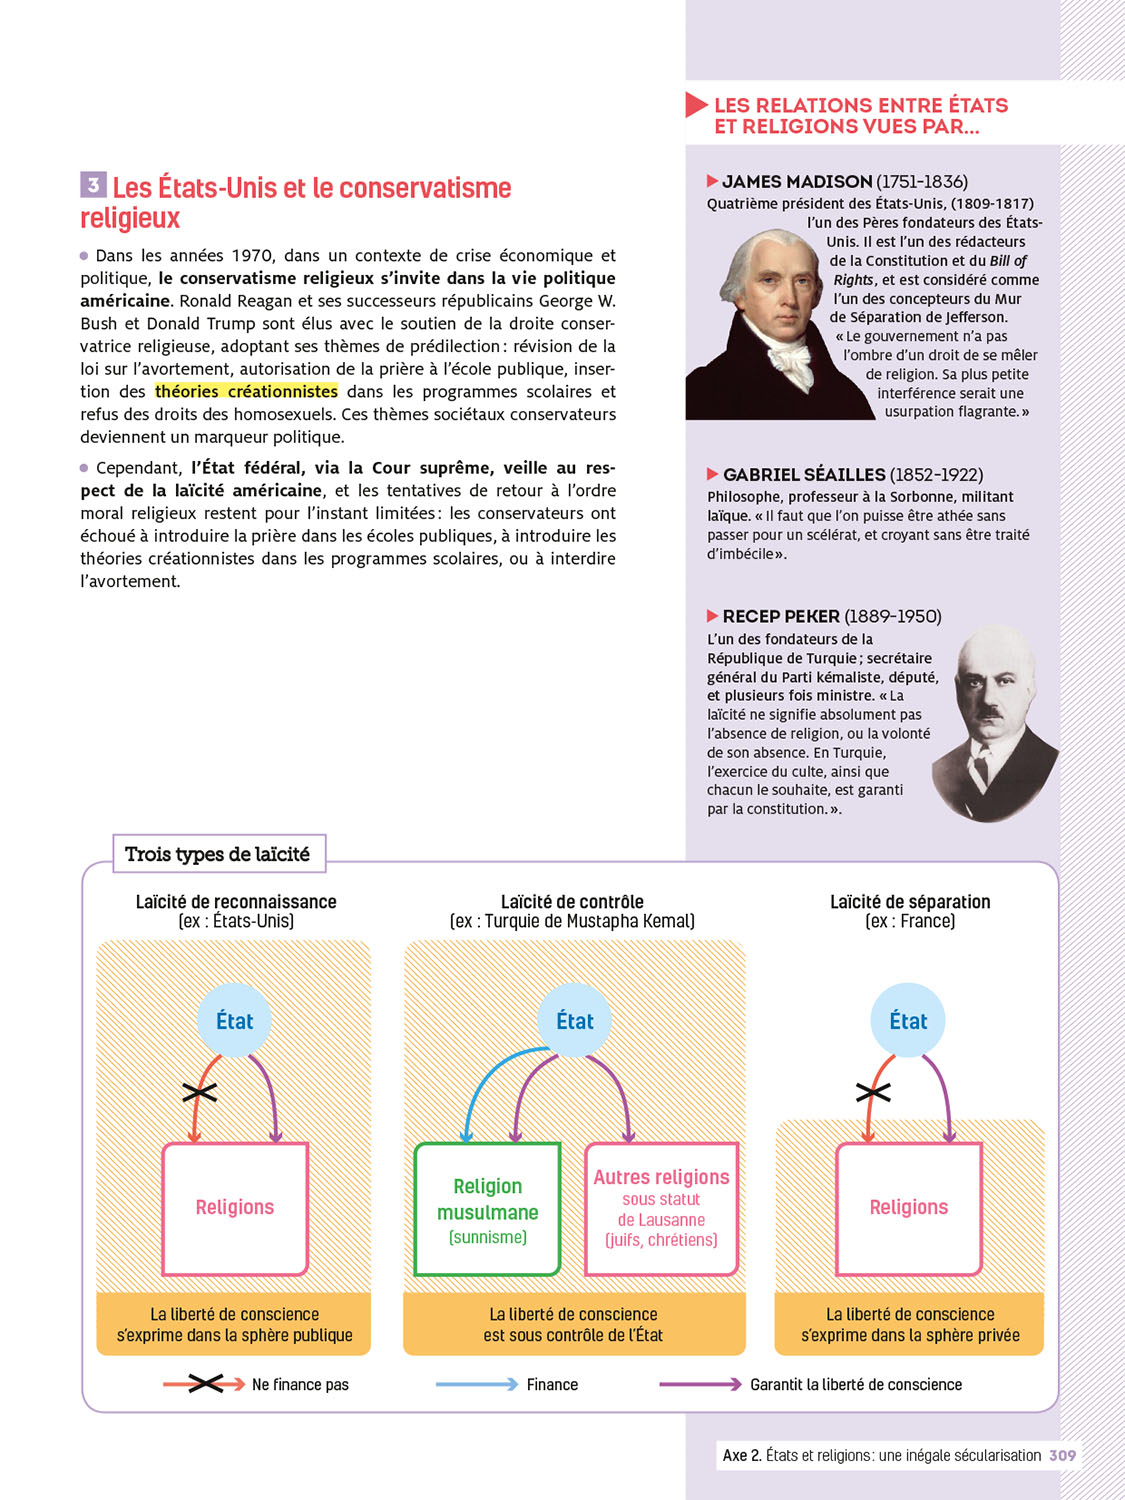 LES RELATIONS ENTRE ÉTATS
ET RELIGIONS VUES PAR...
3 Les États-Unis et le conservatisme
religieux
• Dans les années 1970, dans un contexte de crise économique et
politique, le conservatisme religieux s’invite dans la vie politique
américaine. Ronald Reagan et ses successeurs républicains George W.
Bush et Donald Trump sont élus avec le soutien de la droite conser-
vatrice religieuse, adoptant ses thèmes de prédilection : révision de la
loi sur l’avortement, autorisation de la prière à l’école publique, inser-
tion des théories créationnistes dans les programmes scolaires et
refus des droits des homosexuels. Ces thèmes sociétaux conservateurs
deviennent un marqueur politique.
• Cependant, l’État fédéral, via la Cour suprême, veille au res-
pect de la laïcité américaine, et les tentatives de retour à l’ordre
moral religieux restent pour l’instant limitées : les conservateurs ont
échoué à introduire la prière dans les écoles publiques, à introduire les
théories créationnistes dans les programmes scolaires, ou à interdire
l’avortement.
JAMES MADISON (1751-1836)
Quatrième président des États-Unis, (1809-1817)
l’un des Pères fondateurs des États-
Unis. Il est l’un des rédacteurs
de la Constitution et du Bill of
Rights, et est considéré comme
l’un des concepteurs du Mur
de Séparation de Jefferson.
« Le gouvernement n’a pas
l’ombre d’un droit de se mêler
de religion. Sa plus petite
interférence serait une
usurpation flagrante. »
GABRIEL SÉAILLES (1852-1922)
Philosophe, professeur à la Sorbonne, militant
laïque. « Il faut que l’on puisse être athée sans
passer pour un scélérat, et croyant sans être traité
d’imbécile ».
RECEP PEKER (1889-1950)
L’un des fondateurs de la
République de Turquie ; secrétaire
général du Parti kémaliste, député,
et plusieurs fois ministre. « La
laïcité ne signifie absolument pas
l’absence de religion, ou la volonté
de son absence. En Turquie,
l’exercice du culte, ainsi que
chacun le souhaite, est garanti
par la constitution. ».
Trois types de laïcité
Laïcité de reconnaissance
(ex : États-Unis)
État
Religions
La liberté de conscience
s’exprime dans la sphère publique
Laïcité de contrôle
(ex : Turquie de Mustapha Kemal)
État
Religion
musulmane
(sunnisme)
Autres religions
sous statut
de Lausanne
(juifs, chrétiens)
La liberté de conscience
est sous contrôle de l’État
Laïcité de séparation
(ex : France)
État
Religions
La liberté de conscience
s’exprime dans la sphère privée
Ne finance pas
Finance
Garantit la liberté de conscience
Axe 2. États et religions : une inégale sécularisation 309